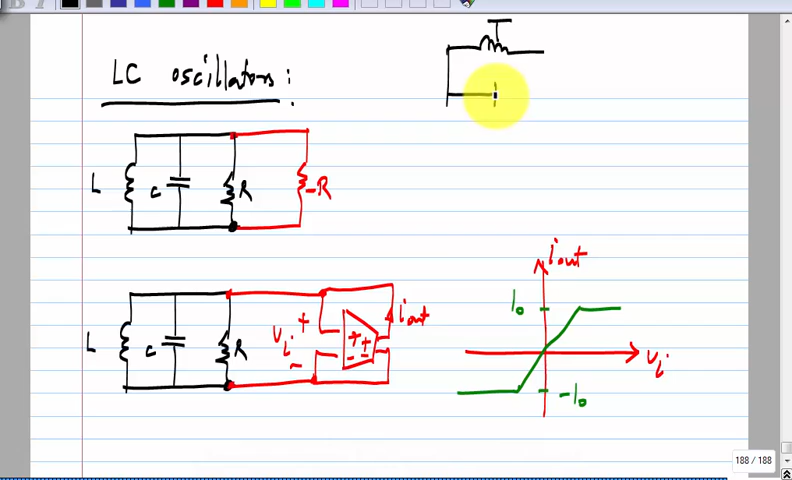 LC oscillators:
L
C
R
-R
L
C
R
+
Vi
-
+ +
- ±
iout
iout
I0
-I0
Vi
188 / 188